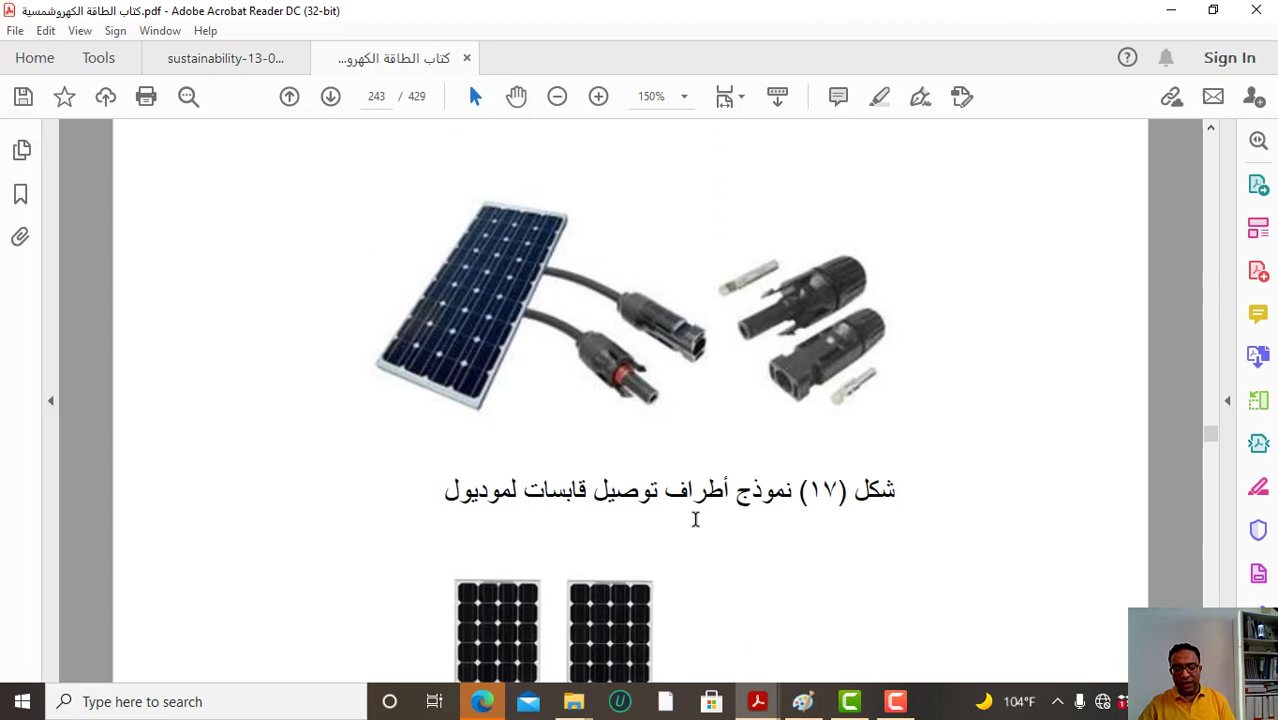 كتاب الطاقة الكهروشمسية.pdf - Adobe Acrobat Reader DC (32-bit)
File Edit View Sign Window Help
Home Tools sustainability-13-0... كتاب الطاقة الكهرو... × Sign In
243 / 429 150%
شكل (١٧) نموذج أطراف توصيل قابسات لموديول
Type here to search 104°F